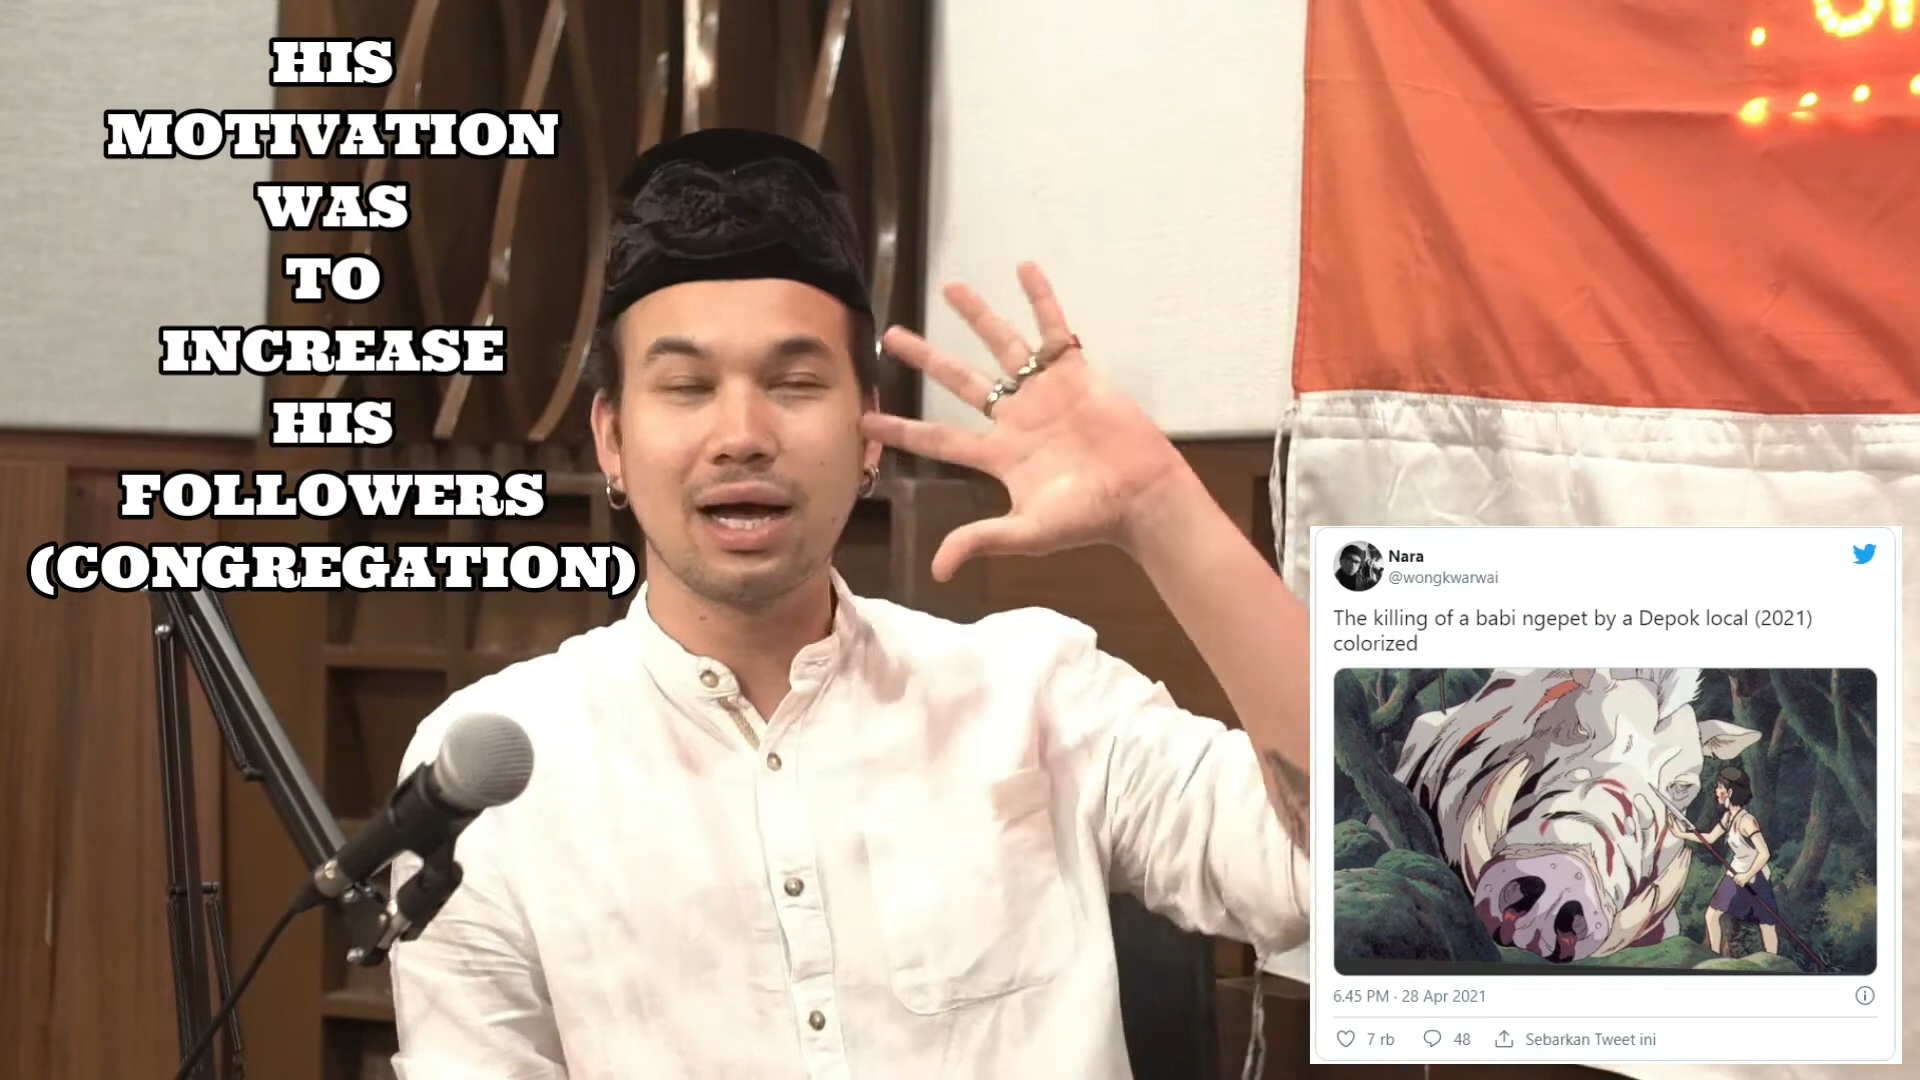 HIS
MOTIVATION
WAS
TO
INCREASE
HIS
FOLLOWERS
(CONGREGATION)
Nara
@wongkwarwai
The killing of a babi ngepet by a Depok local (2021)
colorized
6.45 PM · 28 Apr 2021
7 rb 48 Sebarkan Tweet ini